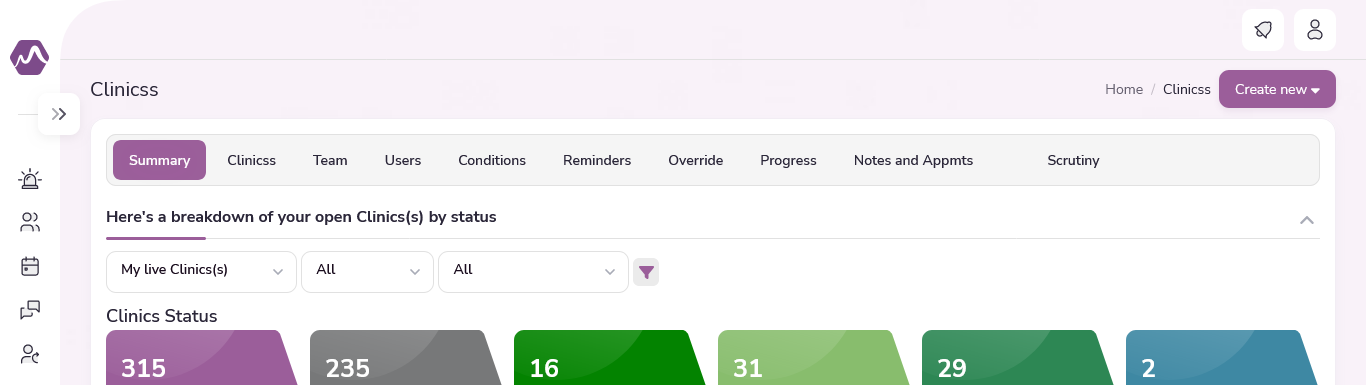 Clinicss
Home / Clinicss
Create new
Summary Clinicss Team Users Conditions Reminders Override Progress Notes and Appmts Scrutiny
Here's a breakdown of your open Clinics(s) by status
My live Clinics(s) All All
Clinics Status
315 235 16 31 29 2